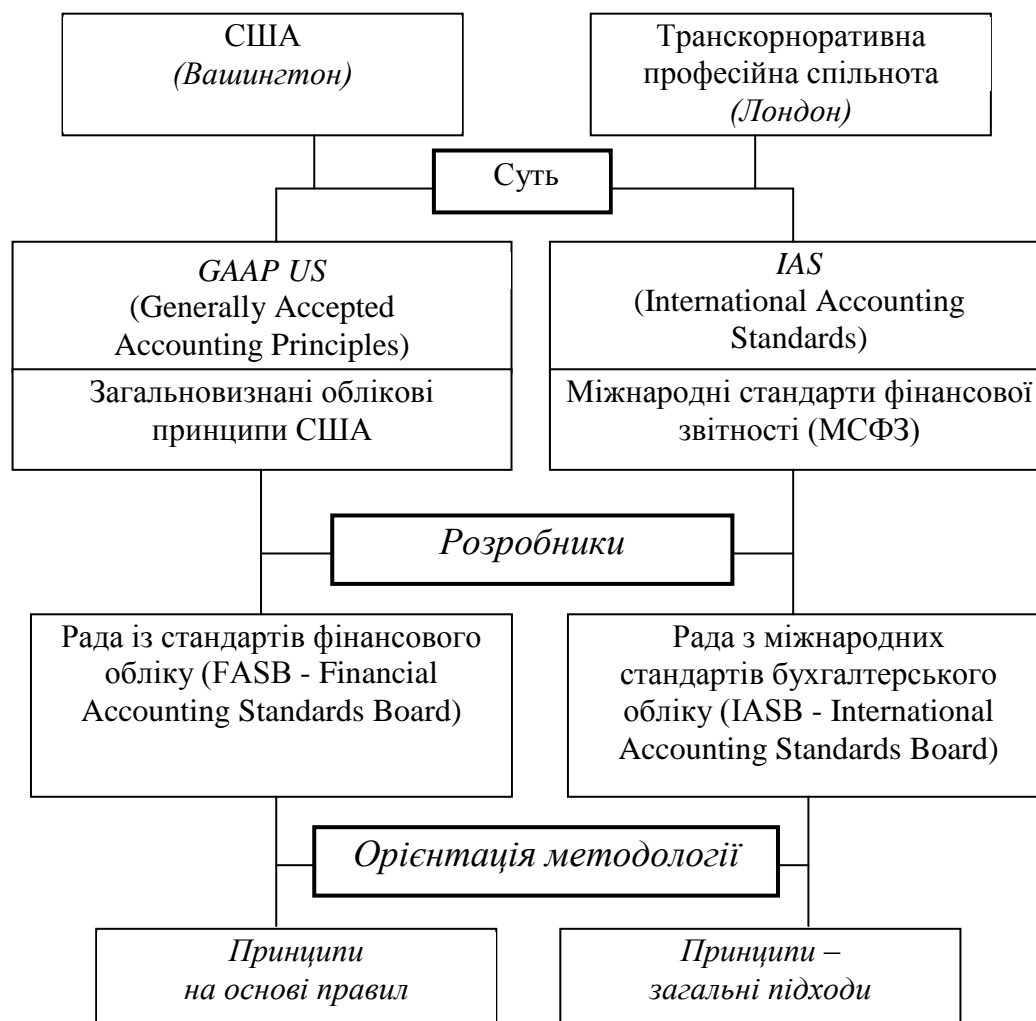 США
(Вашингтон)
Транскорноративна
професійна спільнота
(Лондон)
Суть
GAAP US
(Generally Accepted
Accounting Principles)
IAS
(International Accounting
Standards)
Загальновизнані облікові
принципи США
Міжнародні стандарти фінансової
звітності (МСФЗ)
Розробники
Рада із стандартів фінансового
обліку (FASB - Financial
Accounting Standards Board)
Рада з міжнародних
стандартів бухгалтерського
обліку (IASB - International
Accounting Standards Board)
Орієнтація методології
Принципи
на основі правил
Принципи –
загальні підходи